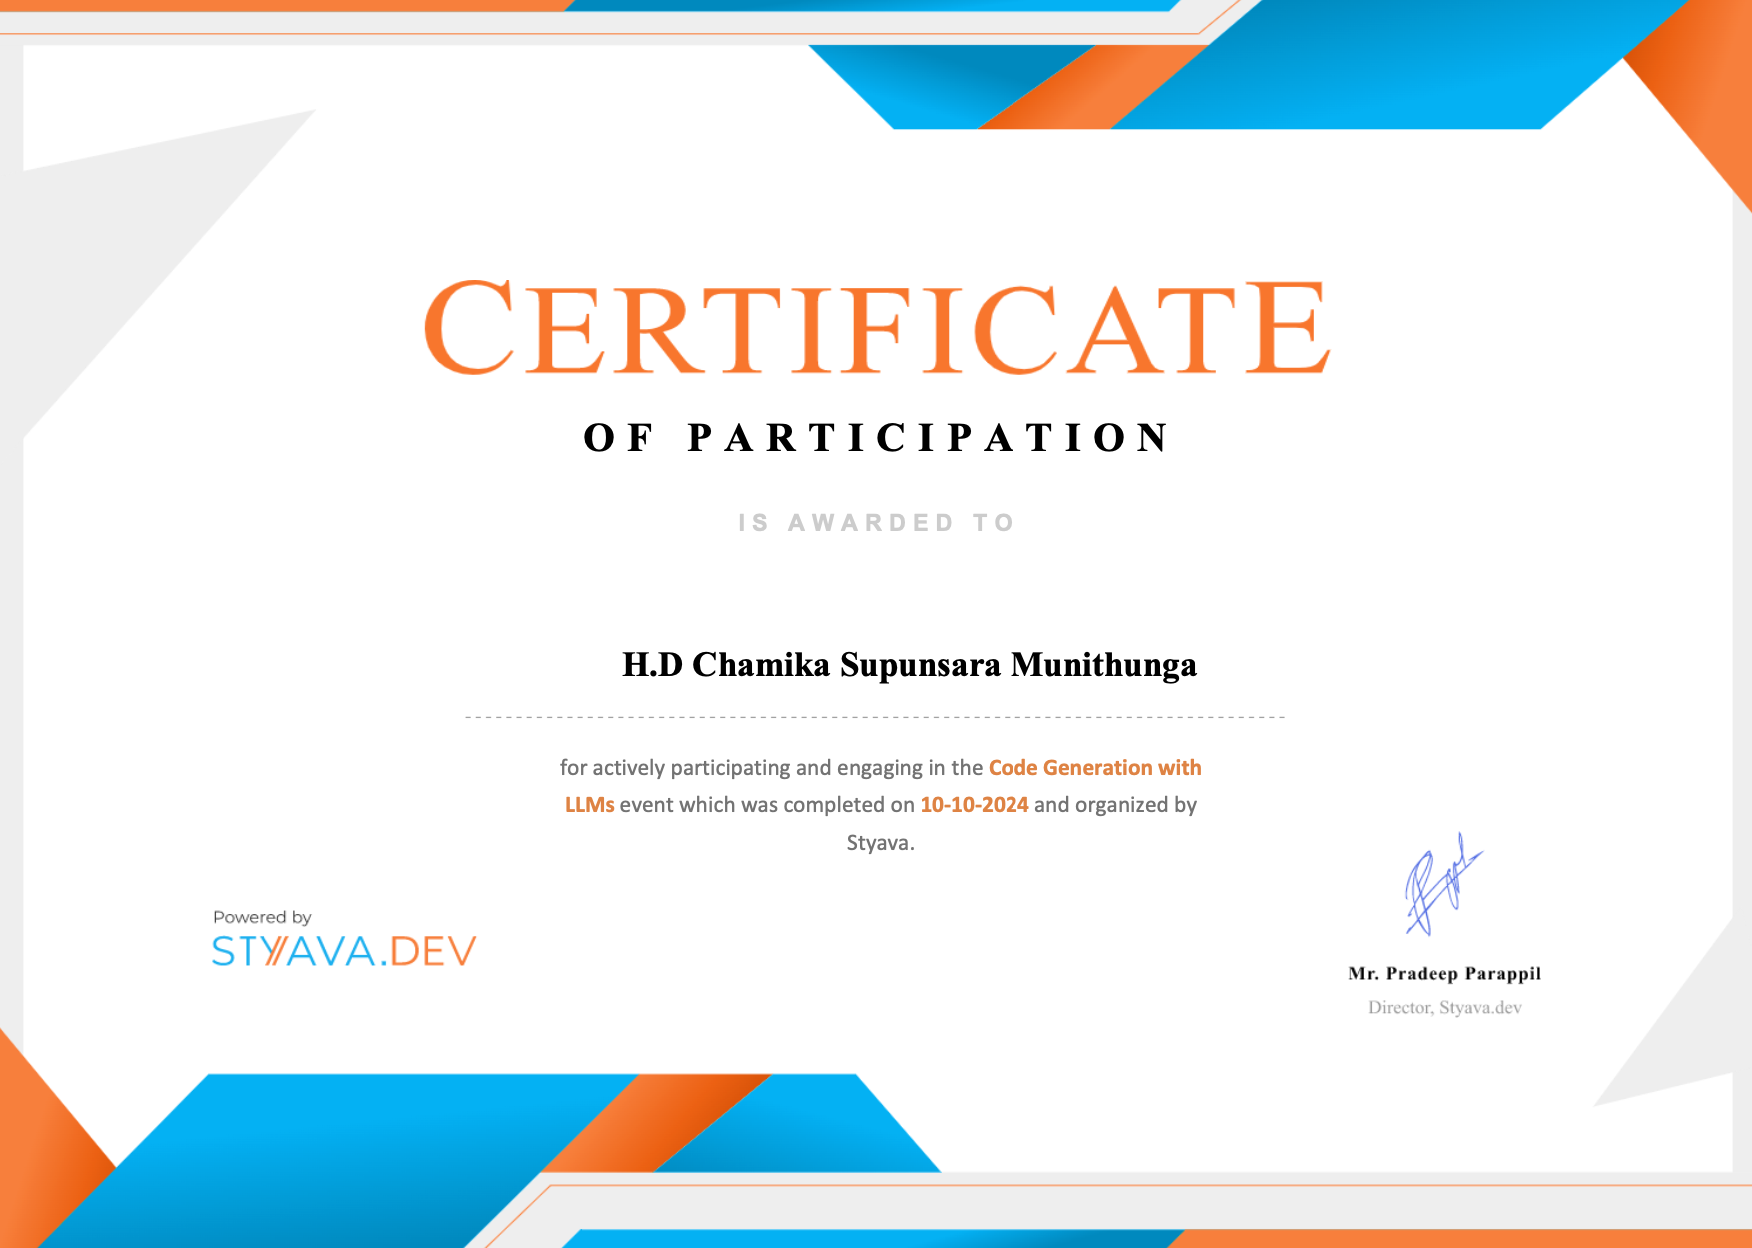 CERTIFICATE
OF PARTICIPATION
IS AWARDED TO
H.D Chamika Supunsara Munithunga
for actively participating and engaging in the Code Generation with
LLMs event which was completed on 10-10-2024 and organized by
Styava.
Powered by
STYAVA.DEV
Mr. Pradeep Parappil
Director, Styava.dev